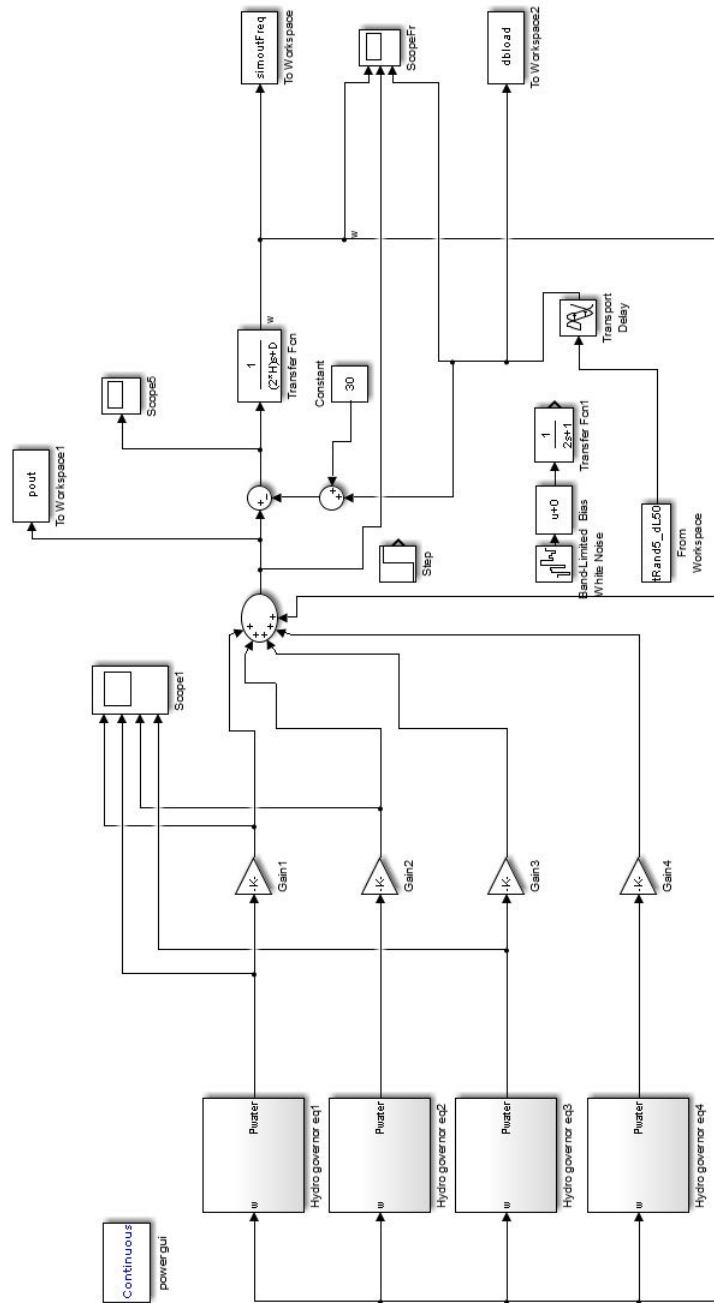 Continuous
powergui
w
Pwater
Hydro governor eq1
w
Pwater
Hydro governor eq2
w
Pwater
Hydro governor eq3
w
Pwater
Hydro governor eq4
-K-
Gain1
-K-
Gain2
-K-
Gain3
-K-
Gain4
Scope1
+
+
+
+
+
pout
To Workspace1
Step
+
-
+
+
Scope5
30
Constant
1
(2*H)s+D
Transfer Fcn
w
w
simoutFreq
To Workspace
ScopeFr
dbload
To Workspace2
Band-Limited
White Noise
u+0
Bias
1
2s+1
Transfer Fcn1
tRand5_dL50
From
Workspace
Transport
Delay